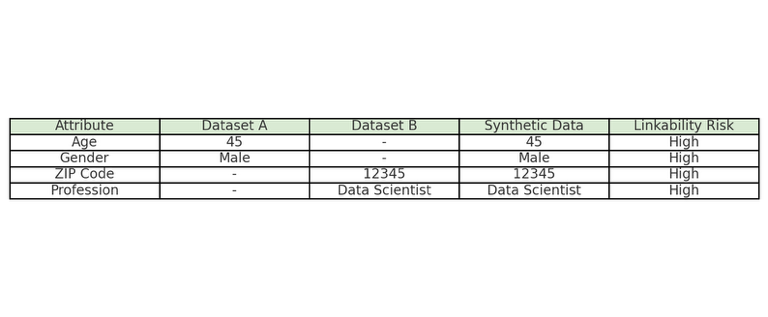 Attribute Dataset A Dataset B Synthetic Data Linkability Risk
Age 45 - 45 High
Gender Male - Male High
ZIP Code - 12345 12345 High
Profession - Data Scientist Data Scientist High